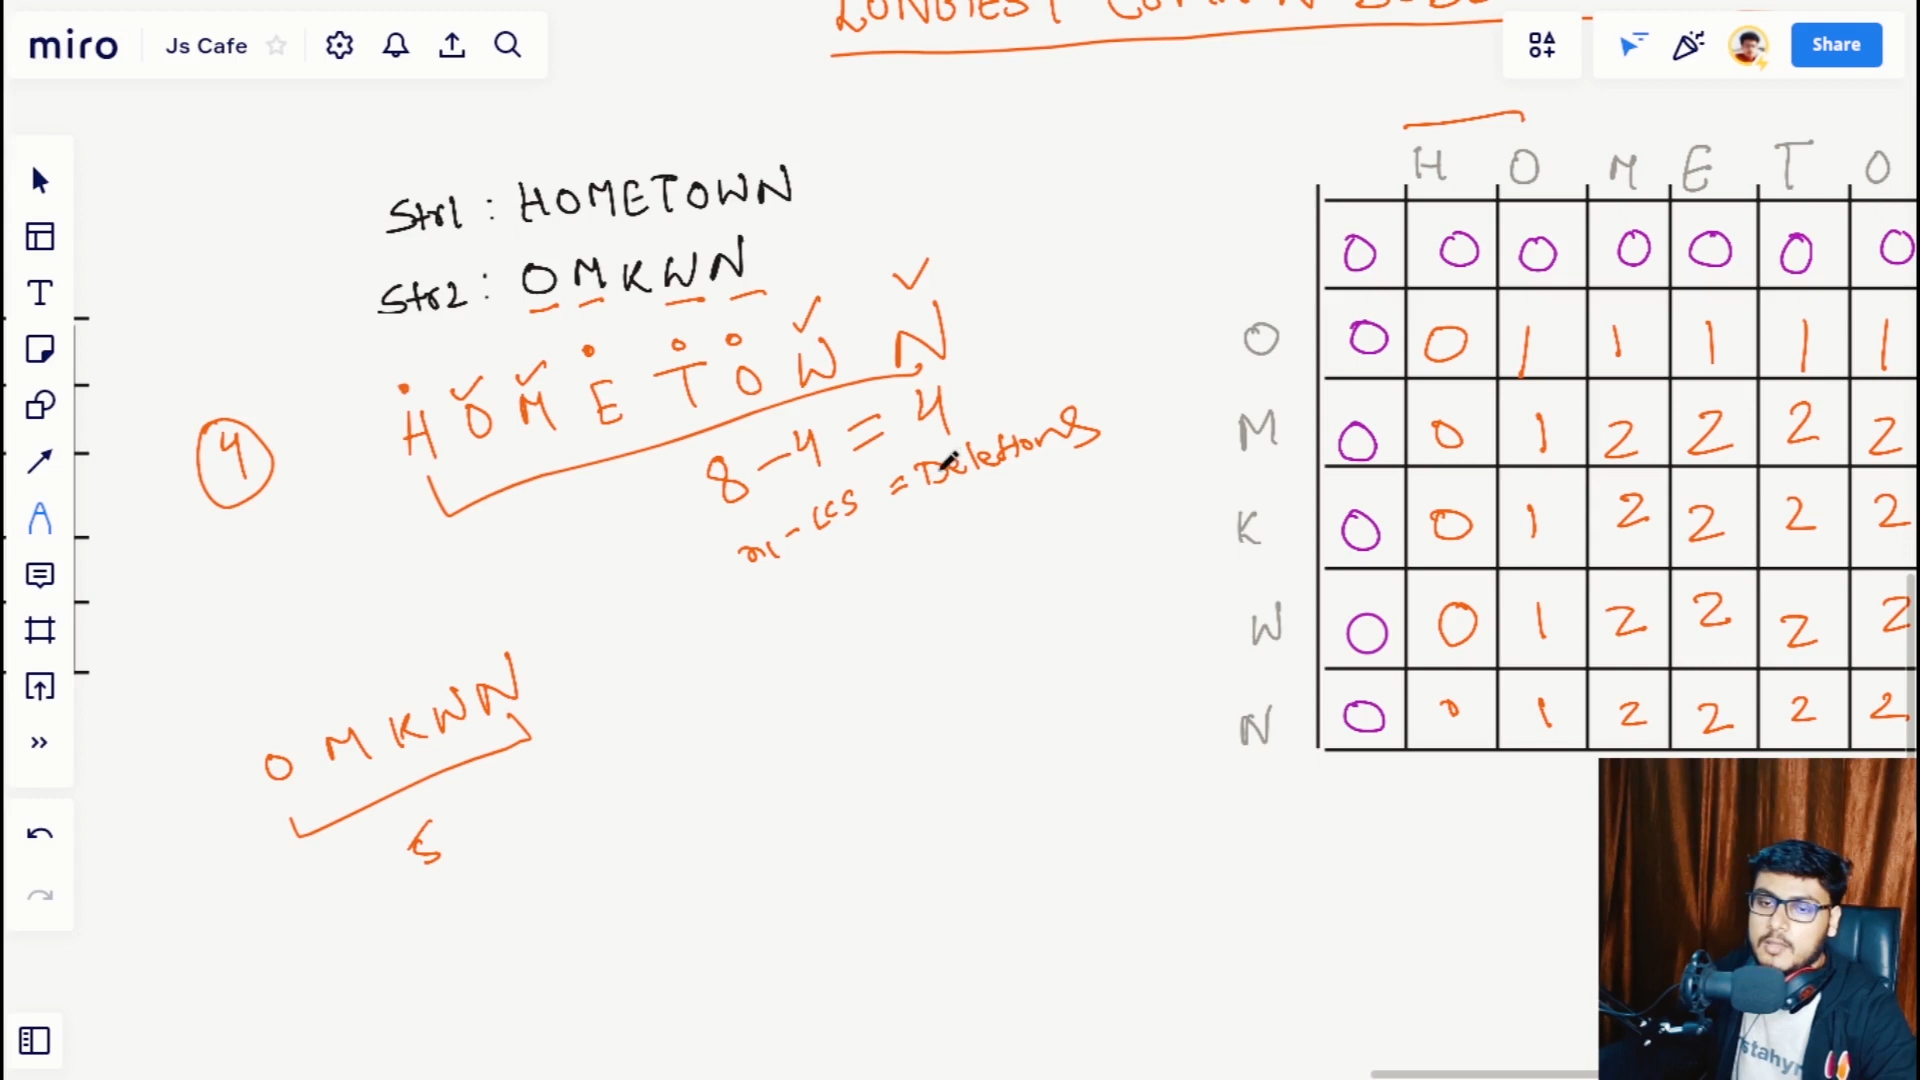 LONGEST COMMON SUBS
miro Js Cafe Share
Str1 : HOMETOWN
Str2 : OMKWN
H O M E T O W N
4
8 - 4 = 4
m - LCS = Deletions
O M K W N
5
H O M E T O
0 0 0 0 0 0 0
O 0 0 1 1 1 1 1
M 0 0 1 2 2 2 2
K 0 0 1 2 2 2 2
W 0 0 1 2 2 2 2
N 0 0 1 2 2 2 2